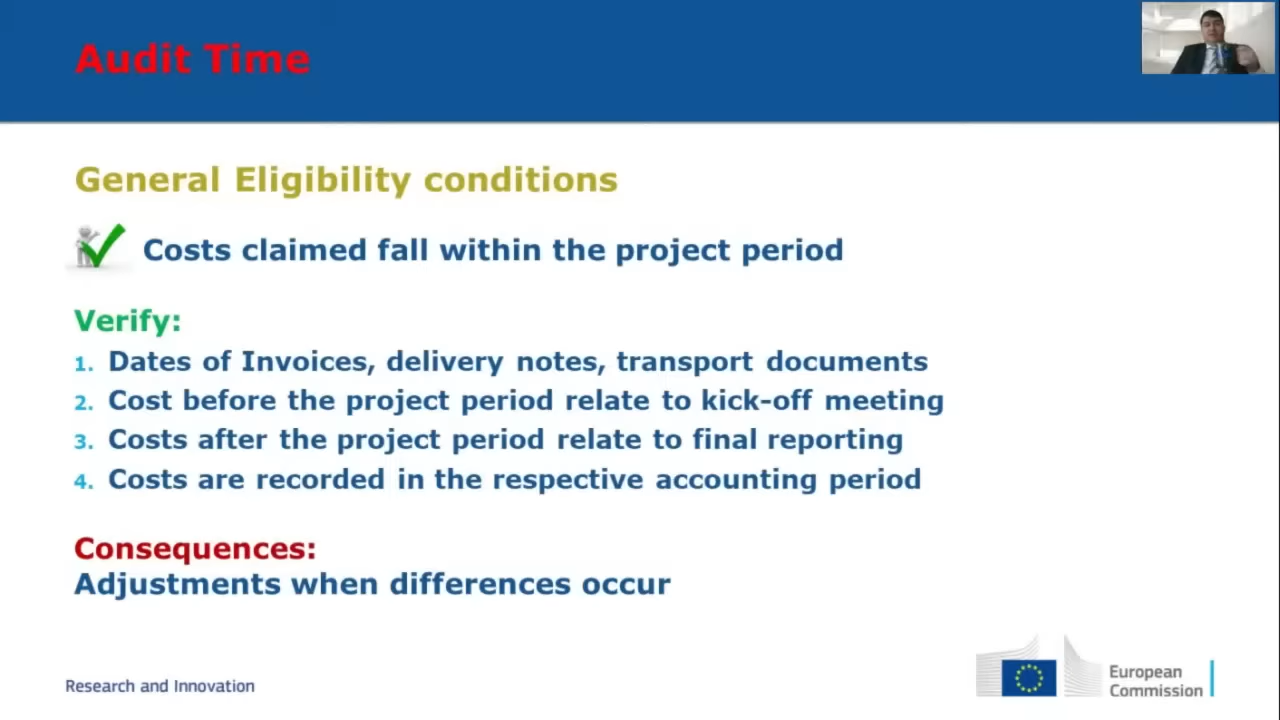 Audit Time
General Eligibility conditions
Costs claimed fall within the project period
Verify:
1. Dates of Invoices, delivery notes, transport documents
2. Cost before the project period relate to kick-off meeting
3. Costs after the project period relate to final reporting
4. Costs are recorded in the respective accounting period
Consequences:
Adjustments when differences occur
Research and Innovation
European
Commission